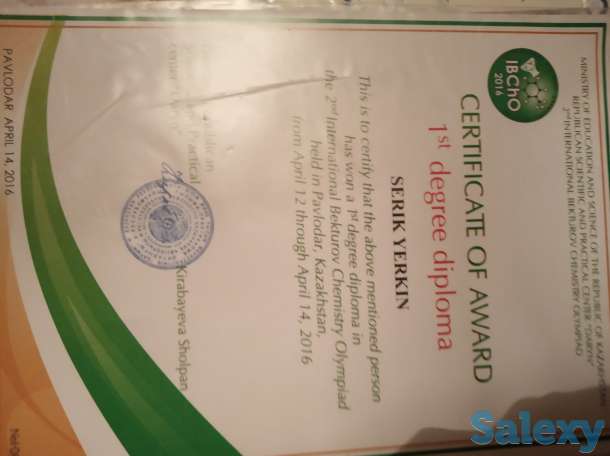 MINISTRY OF EDUCATION AND SCIENCE OF THE REPUBLIC OF KAZAKHSTAN
REPUBLICAN SCIENTIFIC AND PRACTICAL CENTER "DARYN"
2nd INTERNATIONAL BEKTUROV CHEMISTRY OLYMPIAD
IBChO
2016
CERTIFICATE OF AWARD
1st degree diploma
SERIK YERKIN
This is to certify that the above mentioned person
has won a 1st degree diploma in
the 2nd International Bekturov Chemistry Olympiad
held in Pavlodar, Kazakhstan,
from April 12 through April 14, 2016
Practical
Kirabayeva Sholpan
PAVLODAR APRIL 14, 2016
Salexy